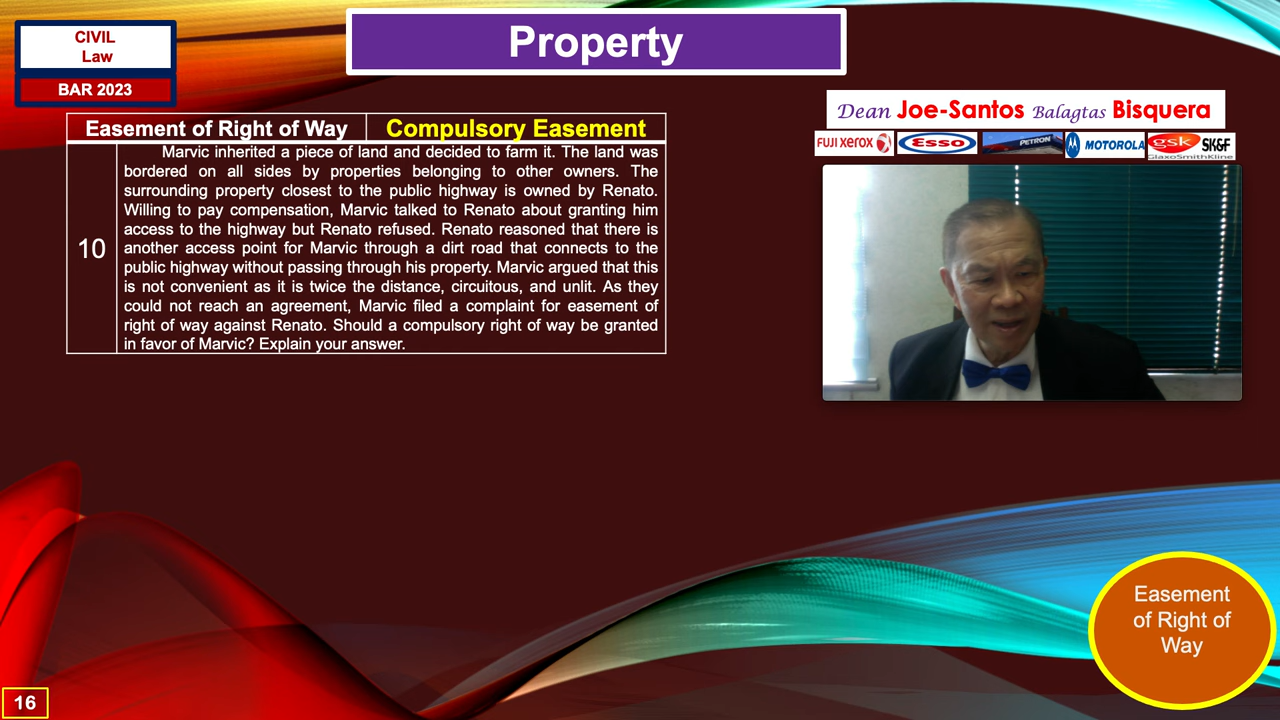 CIVIL
Law
BAR 2023
Property
Dean Joe-Santos Balagtas Bisquera
FUJI XEROX
ESSO
PETRON
MOTOROLA
gsk
SK&F
GlaxoSmithKline
Easement of Right of Way
Compulsory Easement
10
Marvic inherited a piece of land and decided to farm it. The land was
bordered on all sides by properties belonging to other owners. The
surrounding property closest to the public highway is owned by Renato.
Willing to pay compensation, Marvic talked to Renato about granting him
access to the highway but Renato refused. Renato reasoned that there is
another access point for Marvic through a dirt road that connects to the
public highway without passing through his property. Marvic argued that this
is not convenient as it is twice the distance, circuitous, and unlit. As they
could not reach an agreement, Marvic filed a complaint for easement of
right of way against Renato. Should a compulsory right of way be granted
in favor of Marvic? Explain your answer.
Easement
of Right of
Way
16